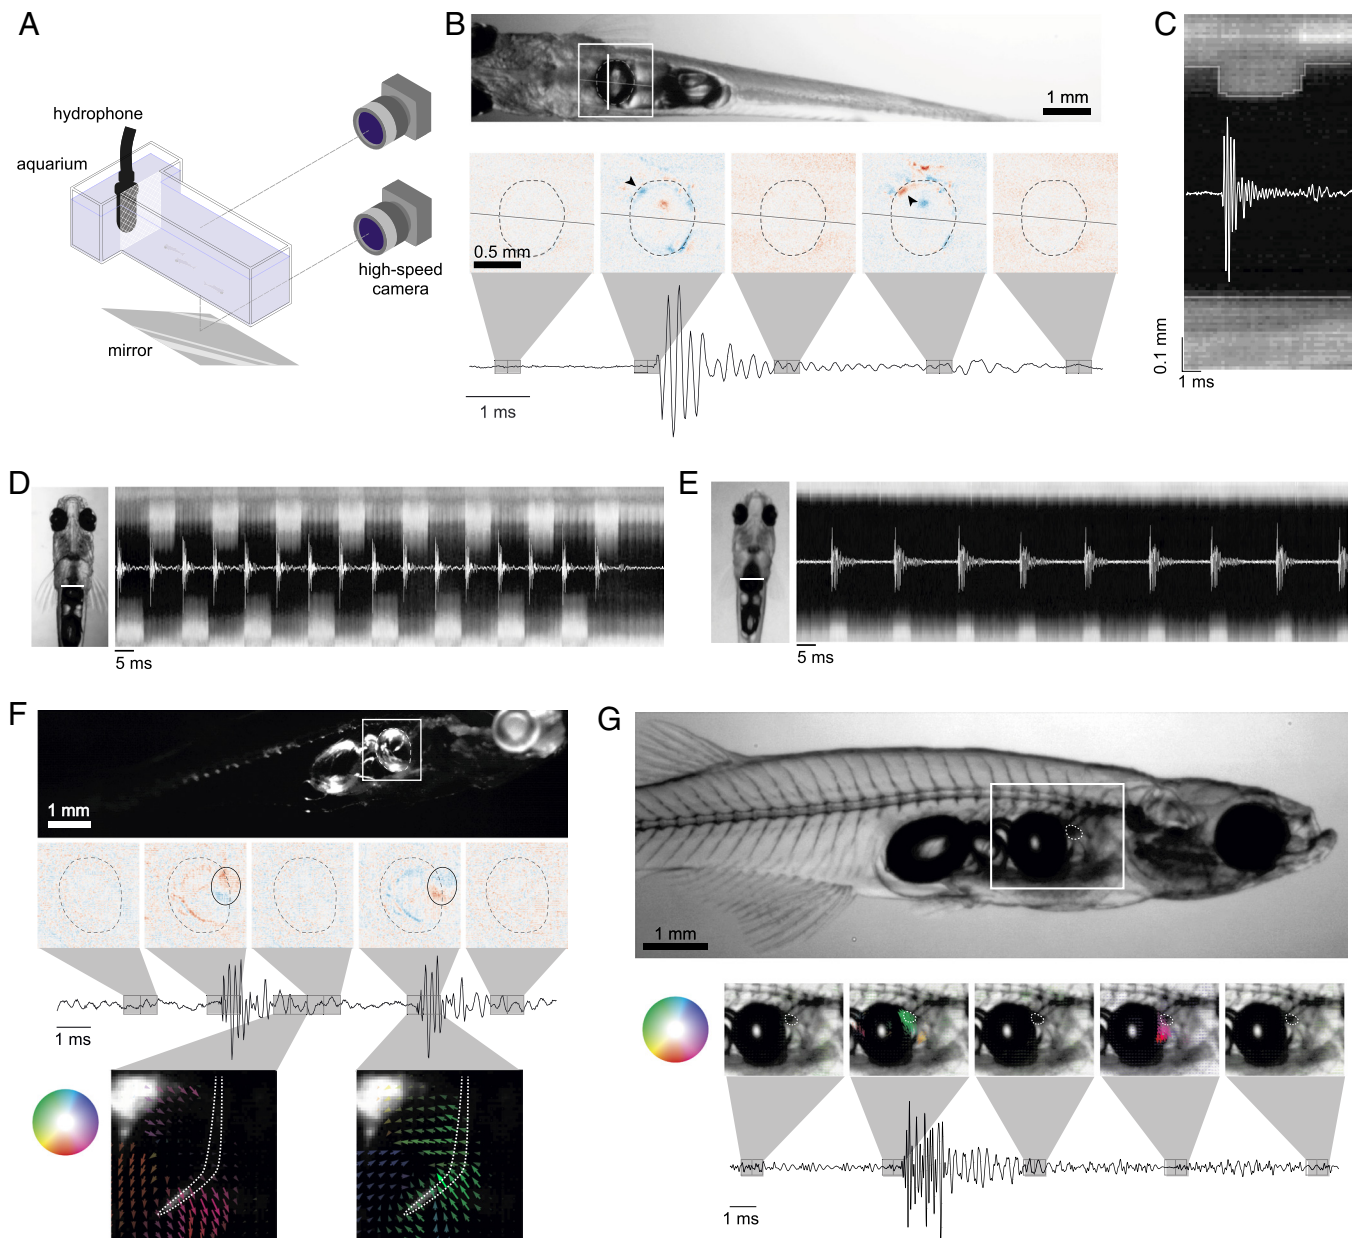 A
hydrophone
aquarium
high-speed
camera
mirror
B
1 mm
0.5 mm
1 ms
C
0.1 mm
1 ms
D
5 ms
E
5 ms
F
1 mm
1 ms
G
1 mm
1 ms